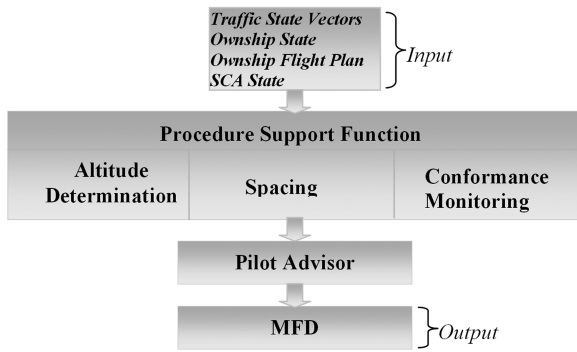 Traffic State Vectors
Ownship State
Ownship Flight Plan
SCA State
Input
Procedure Support Function
Altitude
Determination
Spacing
Conformance
Monitoring
Pilot Advisor
MFD
Output